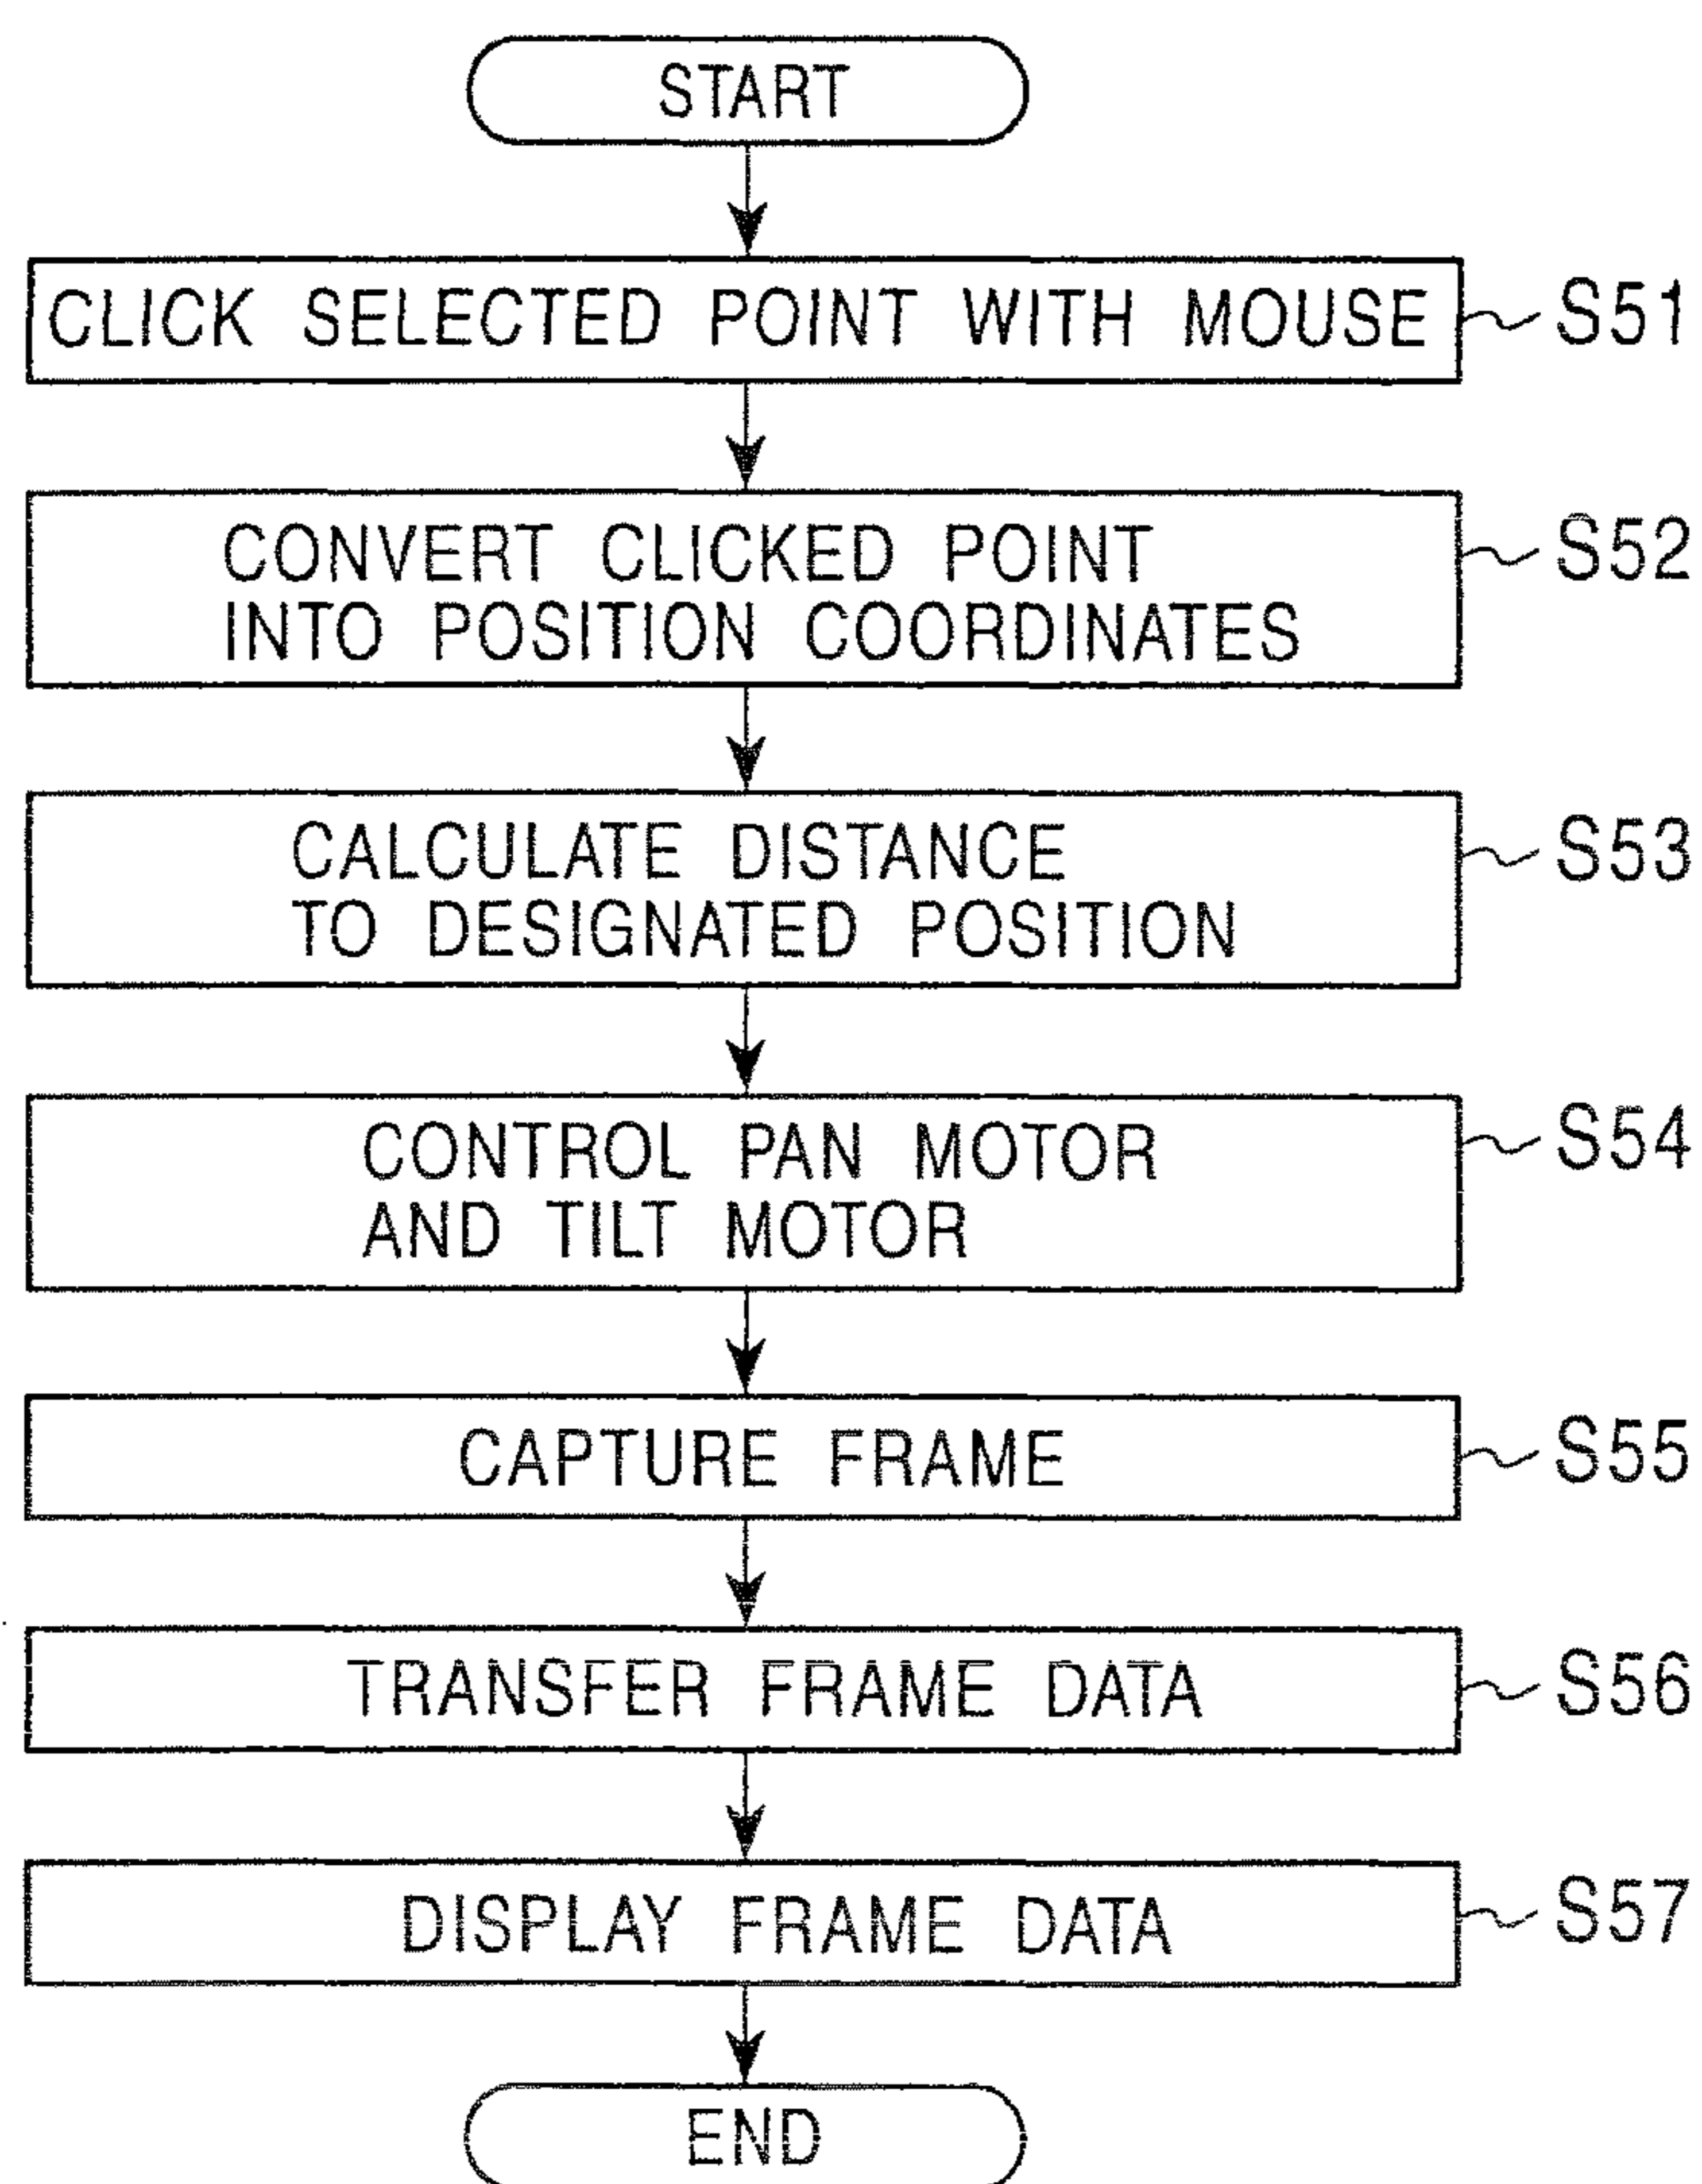 START
CLICK SELECTED POINT WITH MOUSE
S51
CONVERT CLICKED POINT
INTO POSITION COORDINATES
S52
CALCULATE DISTANCE
TO DESIGNATED POSITION
S53
CONTROL PAN MOTOR
AND TILT MOTOR
S54
CAPTURE FRAME
S55
TRANSFER FRAME DATA
S56
DISPLAY FRAME DATA
S57
END